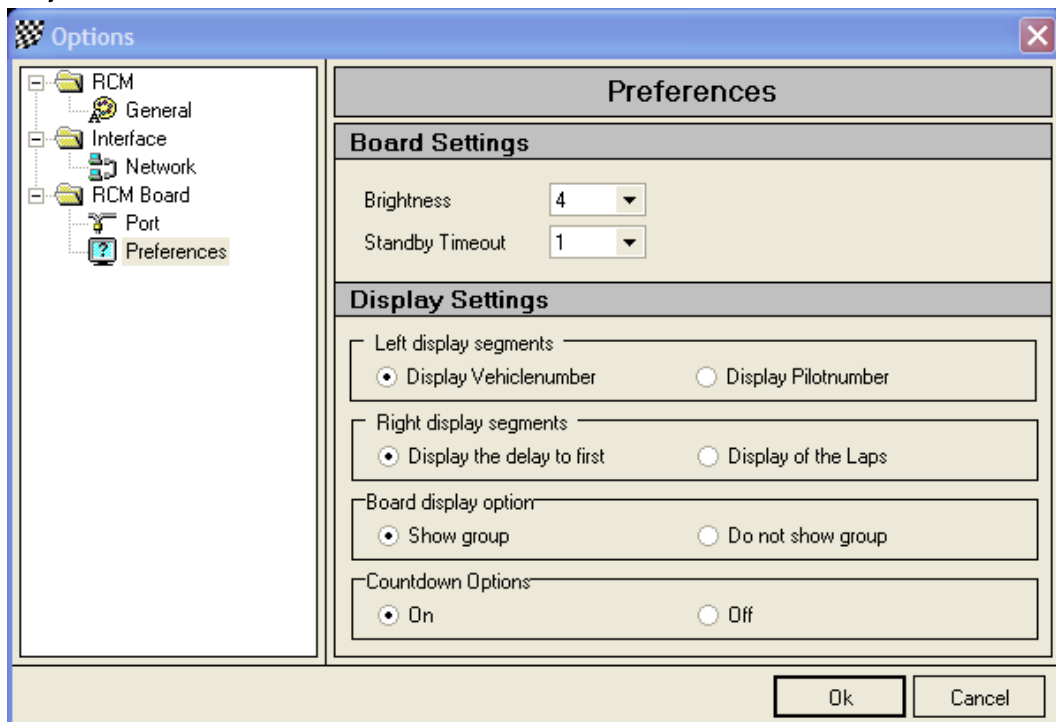 Options
RCM
General
Interface
Network
RCM Board
Port
Preferences
Preferences
Board Settings
Brightness 4
Standby Timeout 1
Display Settings
Left display segments
Display Vehiclenumber Display Pilotnumber
Right display segments
Display the delay to first Display of the Laps
Board display option
Show group Do not show group
Countdown Options
On Off
Ok Cancel